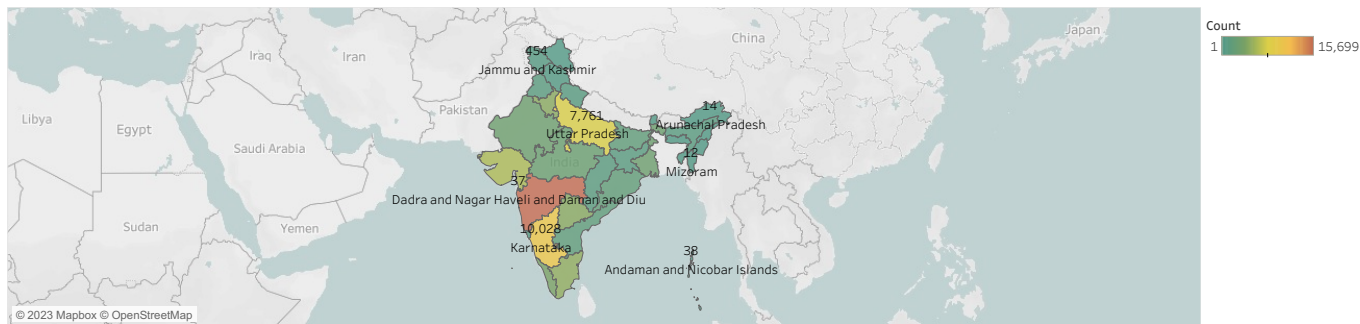 Count
1
15,699
Japan
China
Iraq
Iran
454
Jammu and Kashmir
Pakistan
Libya
Egypt
7,761
Uttar Pradesh
14
Arunachal Pradesh
Saudi Arabia
India
12
Mizoram
37
Dadra and Nagar Haveli and Daman and Diu
Sudan
Yemen
10,028
Karnataka
38
Andaman and Nicobar Islands
© 2023 Mapbox © OpenStreetMap